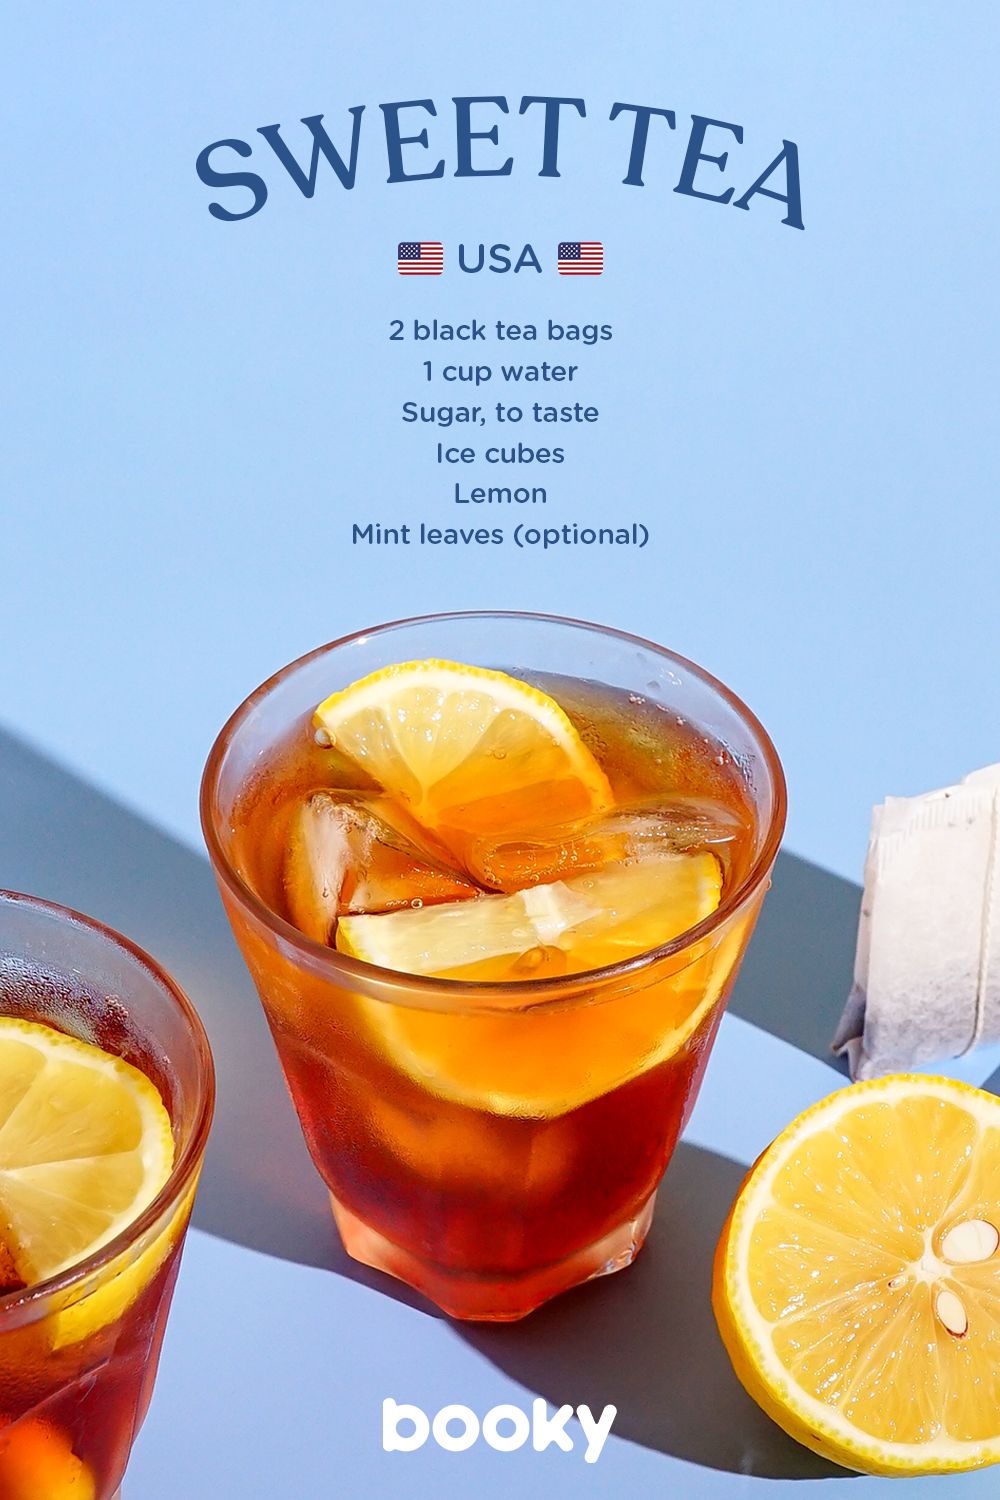 SWEET TEA
USA
2 black tea bags
1 cup water
Sugar, to taste
Ice cubes
Lemon
Mint leaves (optional)
booky